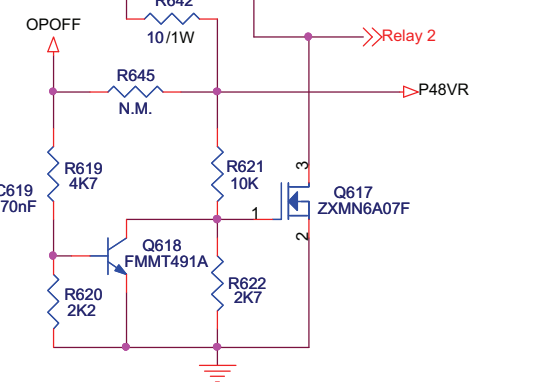 R642
OPOFF
10/1W
Relay 2
R645
P48VR
N.M.
R619
4K7
R621
10K
3
C619
70nF
Q617
ZXMN6A07F
1
2
Q618
FMMT491A
R620
2K2
R622
2K7